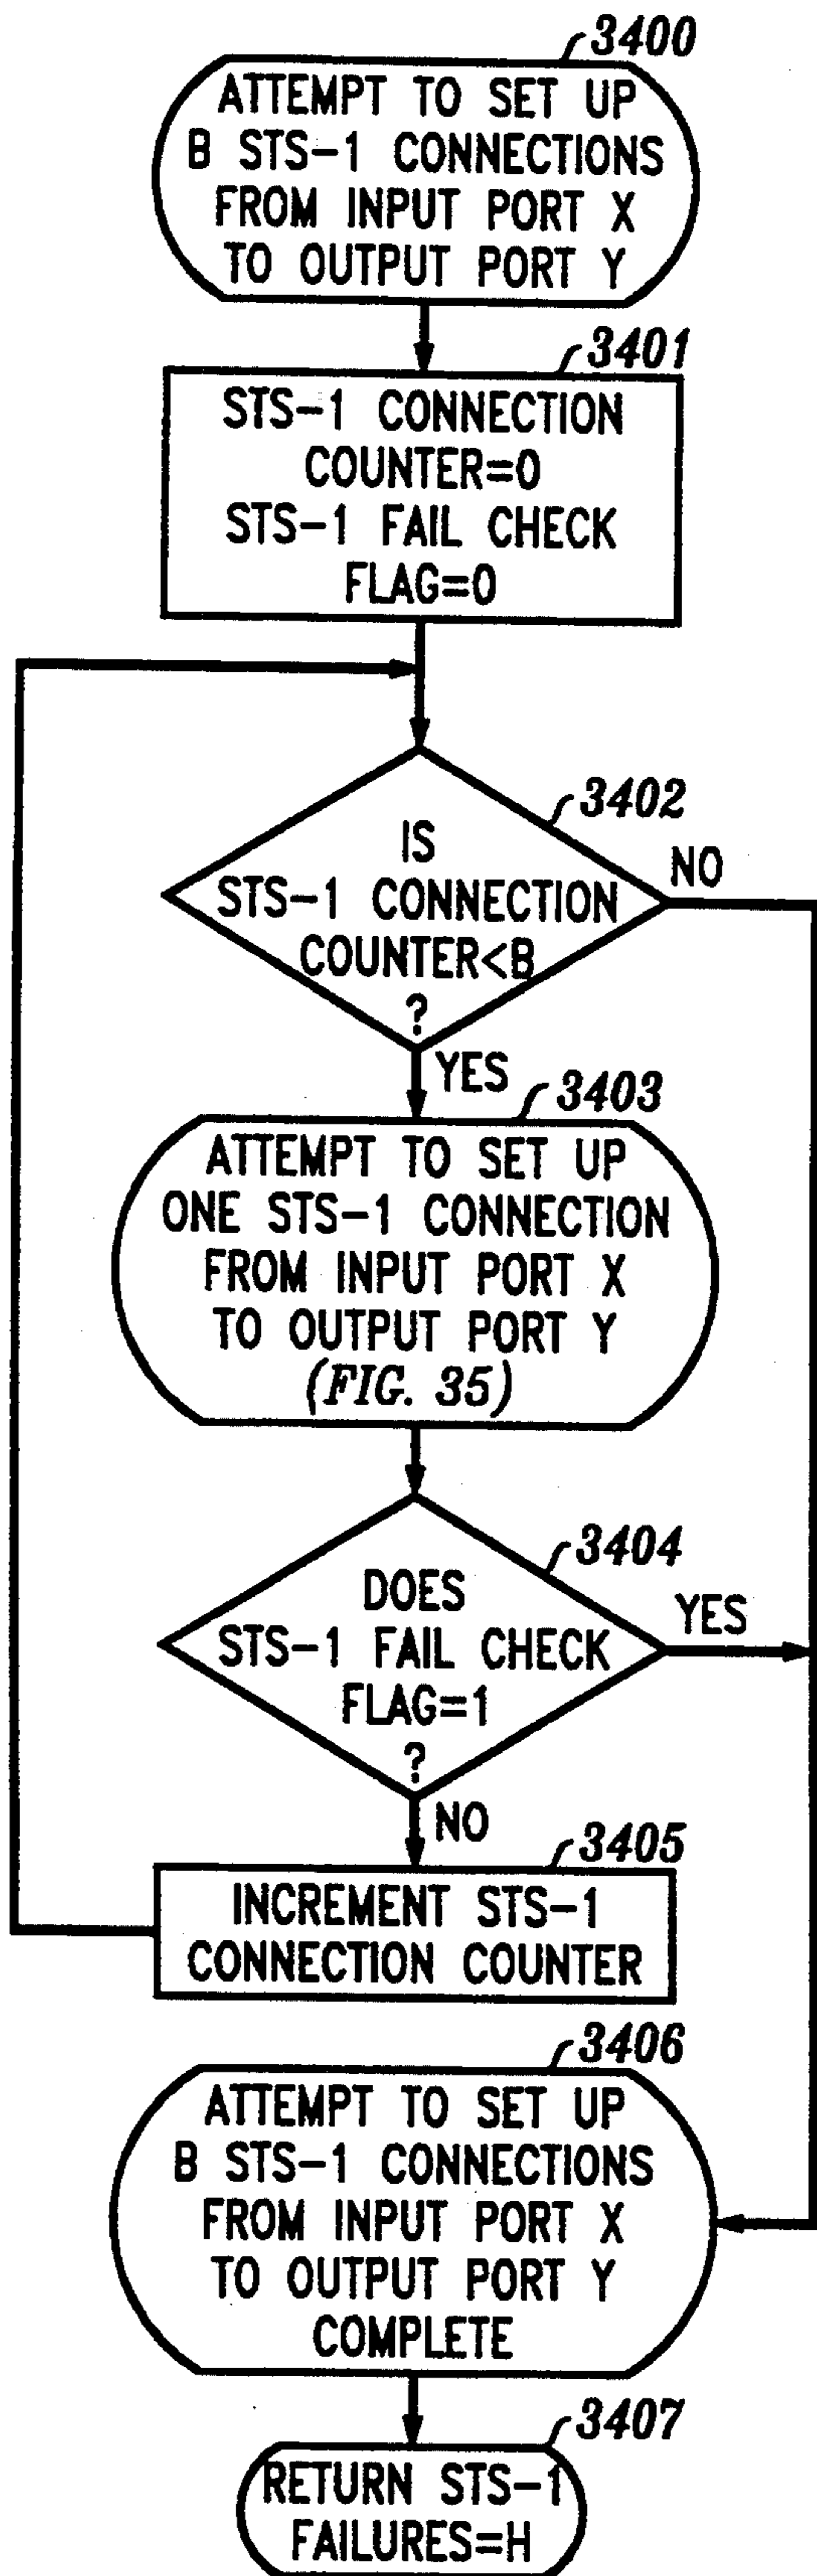 3400
ATTEMPT TO SET UP
B STS-1 CONNECTIONS
FROM INPUT PORT X
TO OUTPUT PORT Y
3401
STS-1 CONNECTION
COUNTER=0
STS-1 FAIL CHECK
FLAG=0
3402
IS
STS-1 CONNECTION
COUNTER<B
?
NO
YES
3403
ATTEMPT TO SET UP
ONE STS-1 CONNECTION
FROM INPUT PORT X
TO OUTPUT PORT Y
(FIG. 35)
3404
DOES
STS-1 FAIL CHECK
FLAG=1
?
YES
NO
3405
INCREMENT STS-1
CONNECTION COUNTER
3406
ATTEMPT TO SET UP
B STS-1 CONNECTIONS
FROM INPUT PORT X
TO OUTPUT PORT Y
COMPLETE
3407
RETURN STS-1
FAILURES=H